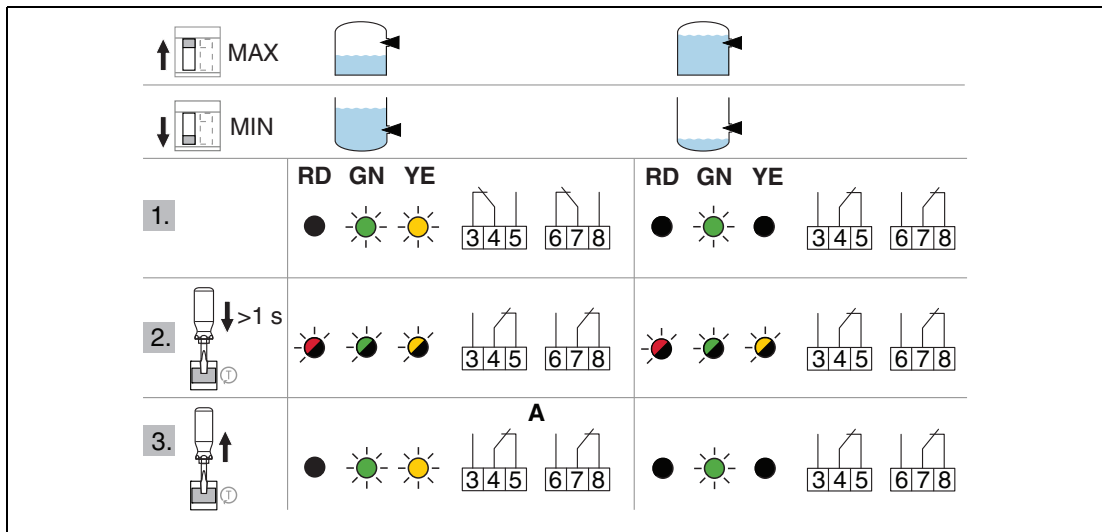 MAX
MIN
RD GN YE RD GN YE
1. 3 4 5 6 7 8 3 4 5 6 7 8
2. >1 s T 3 4 5 6 7 8 3 4 5 6 7 8
A
3. T 3 4 5 6 7 8 3 4 5 6 7 8